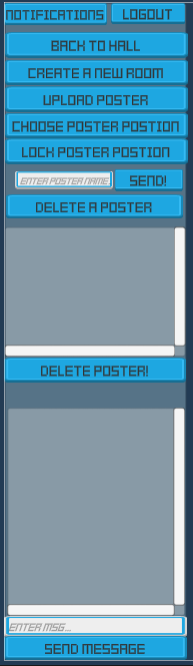 NOTIFICATIONS LOGOUT
BACK TO HALL
CREATE A NEW ROOM
UPLOAD POSTER
CHOOSE POSTER POSTION
LOCK POSTER POSTION
ENTER POSTER NAME SEND!
DELETE A POSTER
DELETE POSTER!
ENTER MSG...
SEND MESSAGE